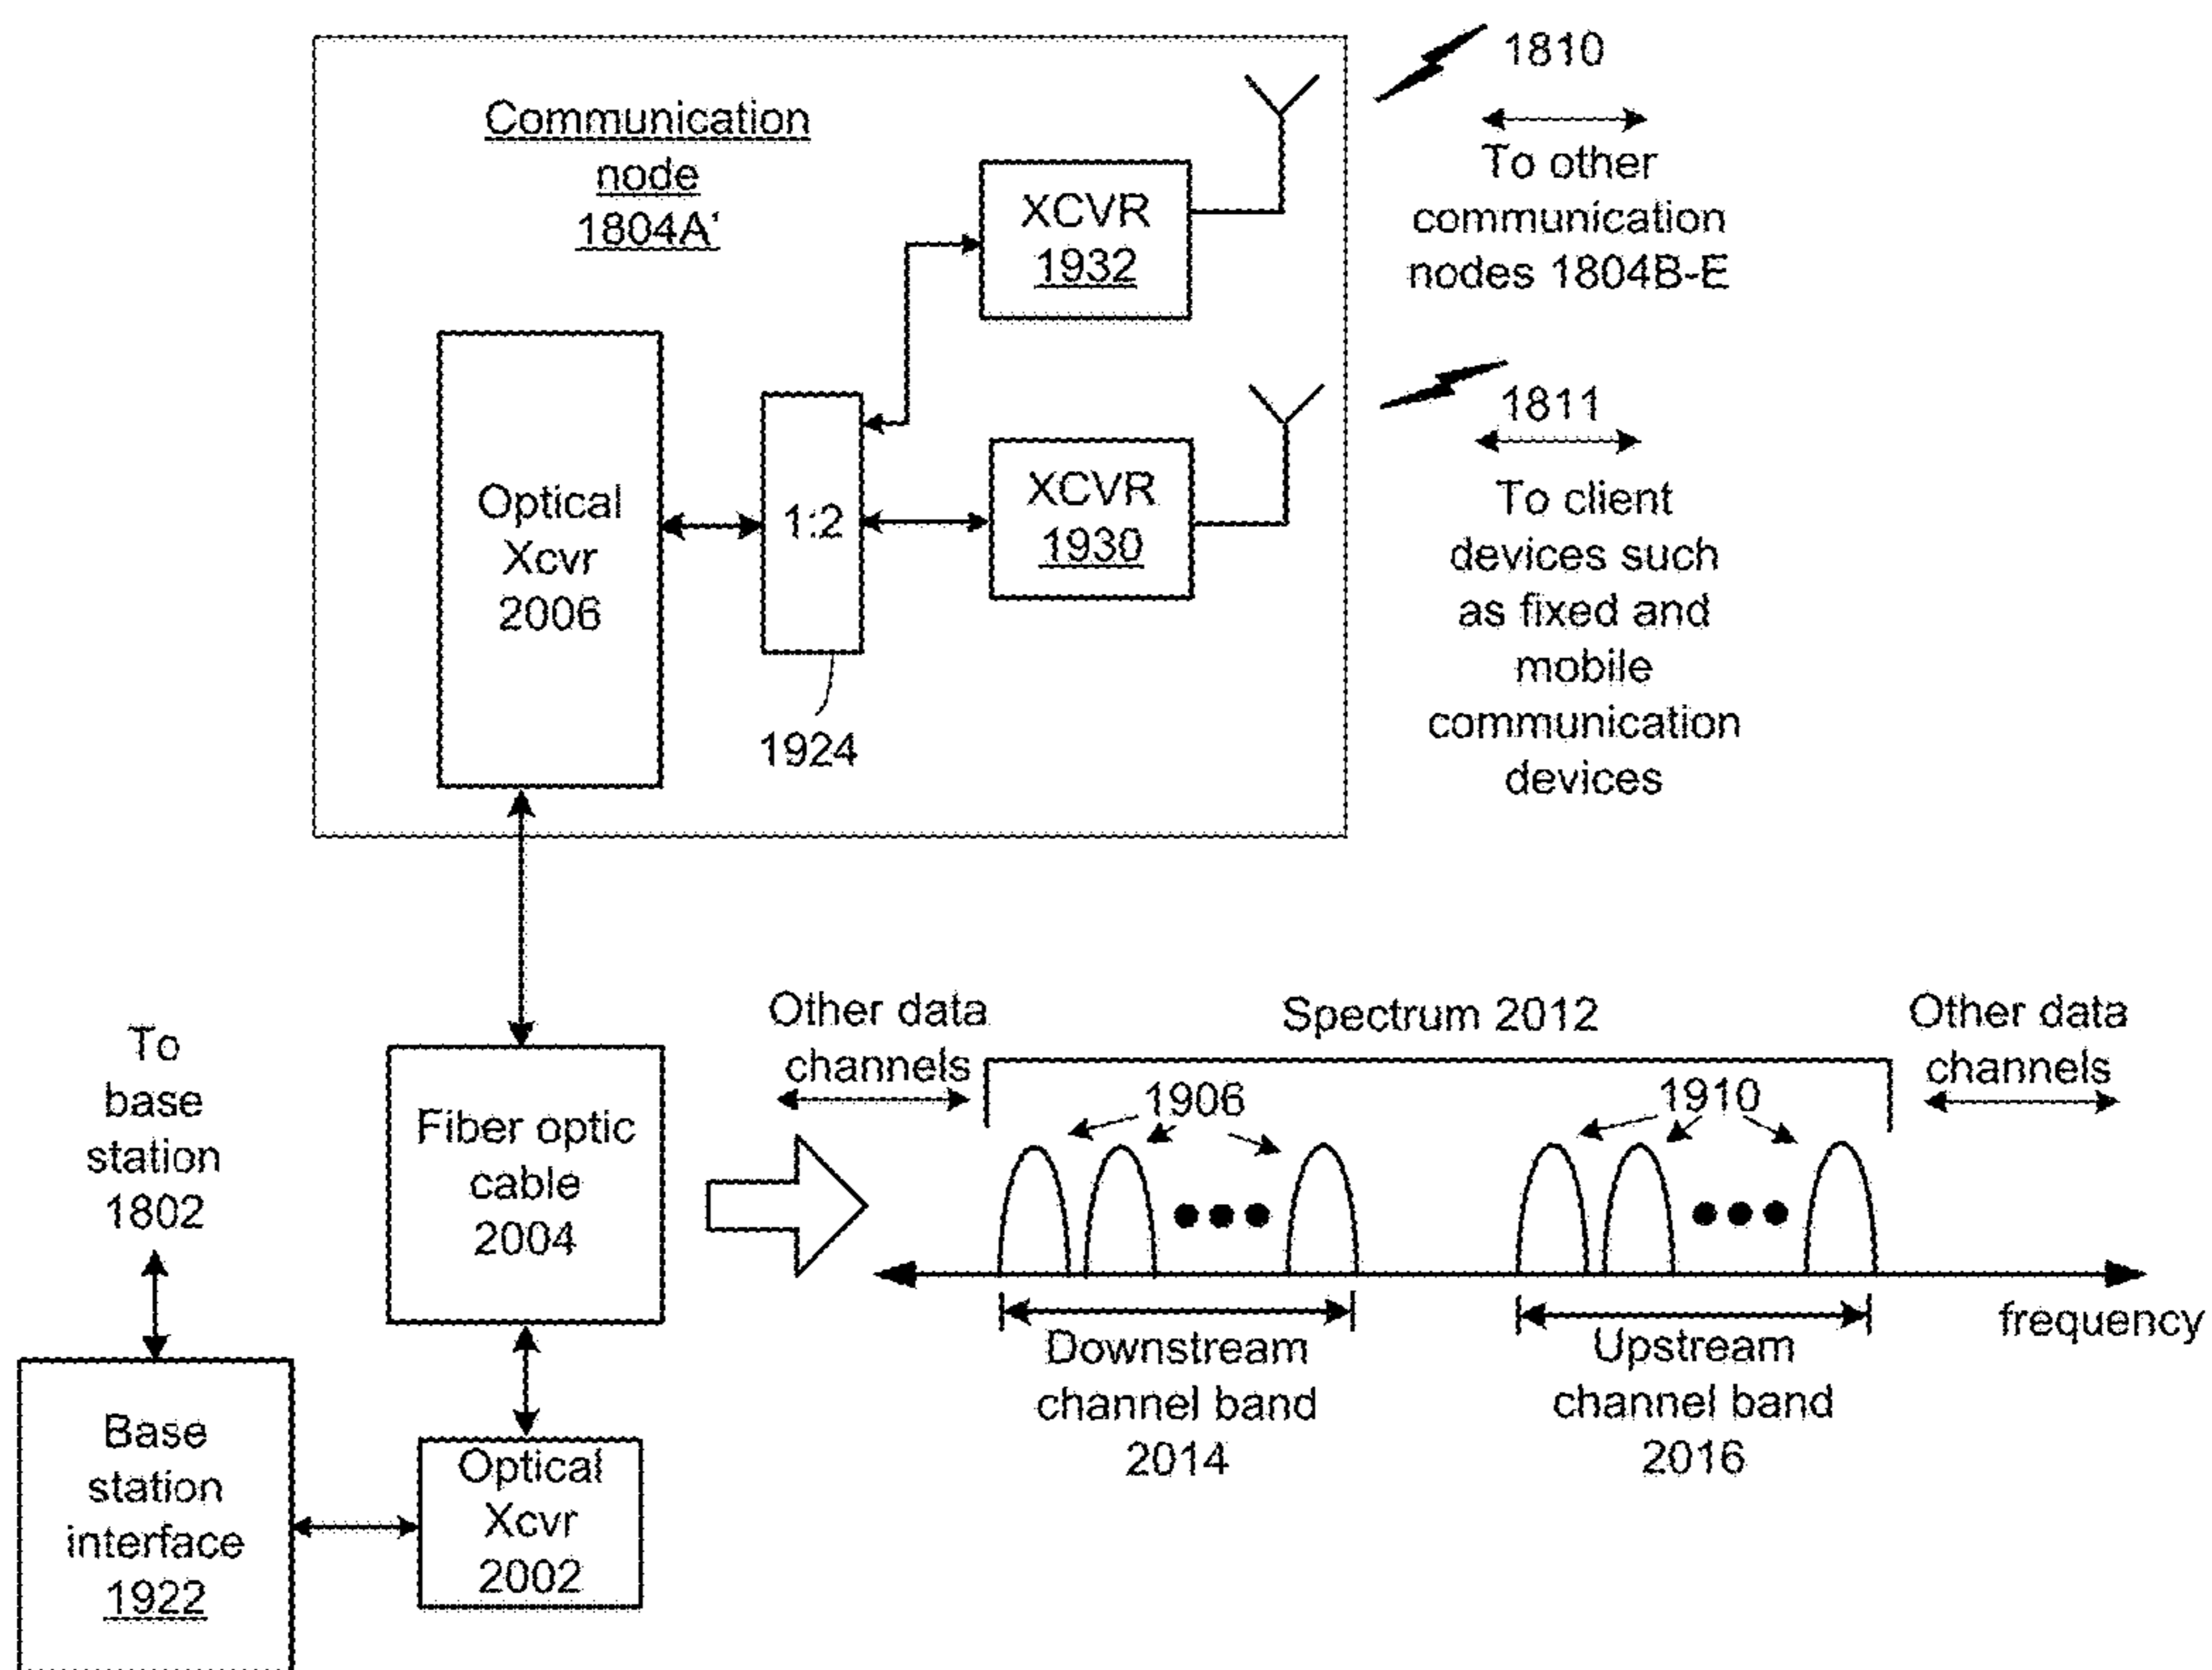 1810
To other
communication
nodes 1804B-E
Communication
node
1804A'
XCVR
1932
Optical
Xcvr
2006
1:2
XCVR
1930
1924
1811
To client
devices such
as fixed and
mobile
communication
devices
To
base
station
1802
Fiber optic
cable
2004
Base
station
interface
1922
Optical
Xcvr
2002
Other data
channels
Spectrum 2012
Other data
channels
1906
1910
frequency
Downstream
channel band
2014
Upstream
channel band
2016